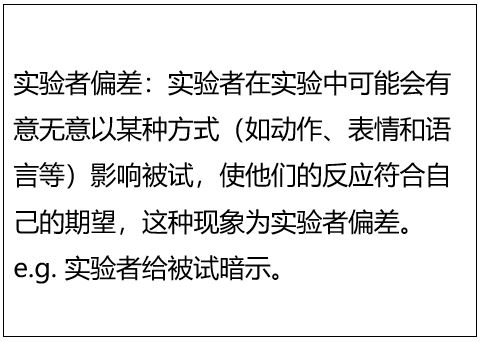 实验者偏差：实验者在实验中可能会有
意无意以某种方式（如动作、表情和语
言等）影响被试，使他们的反应符合自
己的期望，这种现象为实验者偏差。
e.g. 实验者给被试暗示。